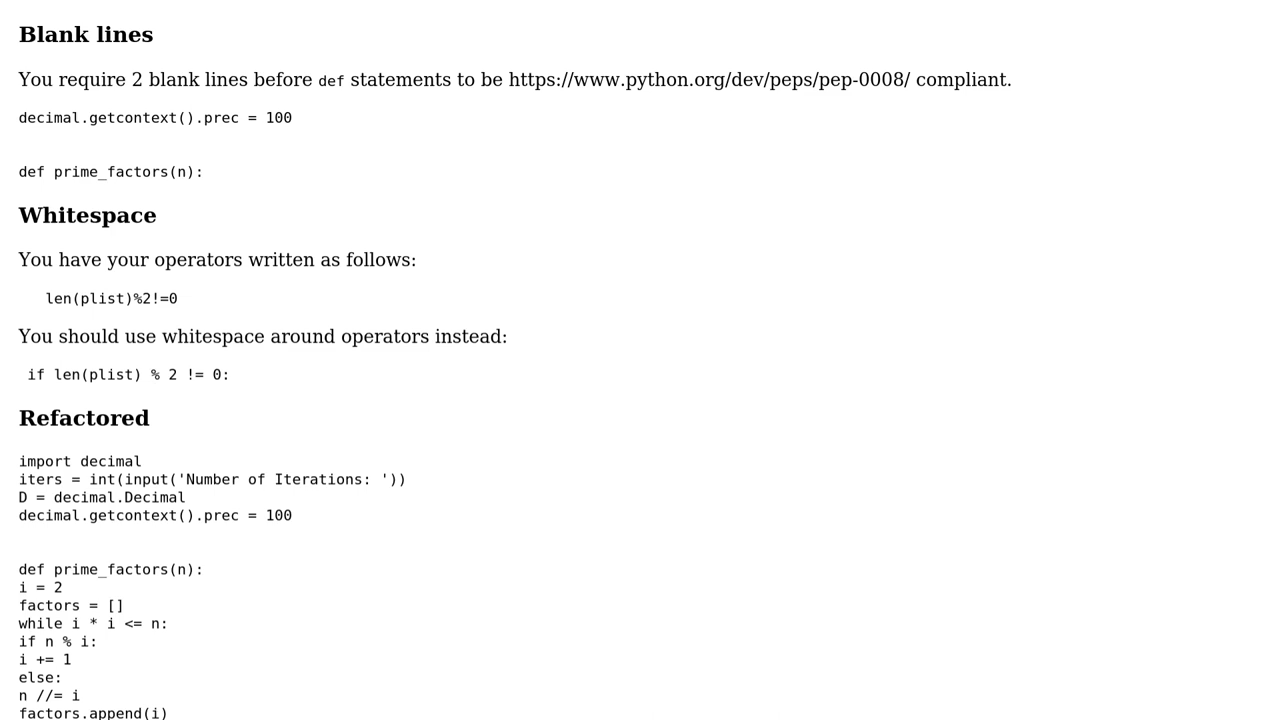 Blank lines
You require 2 blank lines before def statements to be https://www.python.org/dev/peps/pep-0008/ compliant.
decimal.getcontext().prec = 100
def prime_factors(n):
Whitespace
You have your operators written as follows:
len(plist)%2!=0
You should use whitespace around operators instead:
if len(plist) % 2 != 0:
Refactored
import decimal
iters = int(input('Number of Iterations: '))
D = decimal.Decimal
decimal.getcontext().prec = 100
def prime_factors(n):
i = 2
factors = []
while i * i <= n:
if n % i:
i += 1
else:
n //= i
factors.append(i)